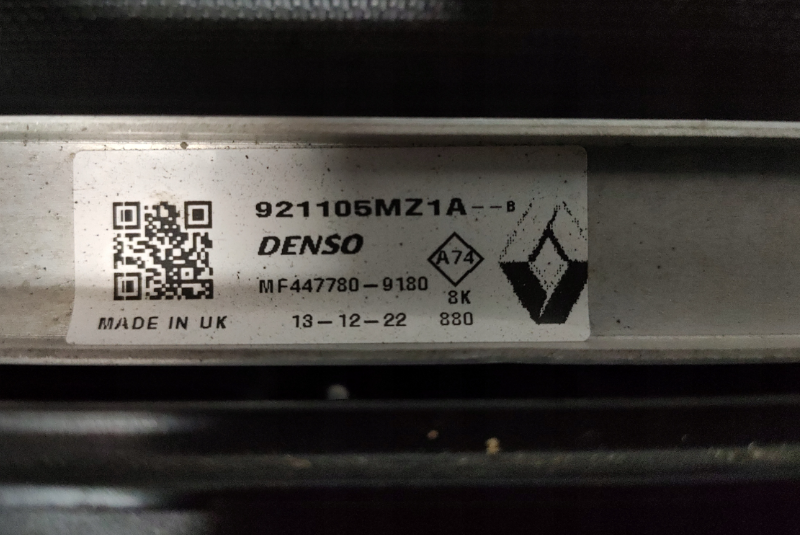 921105MZ1A--B
DENSO
A74
MF447780-9180
8K
MADE IN UK
13-12-22
880